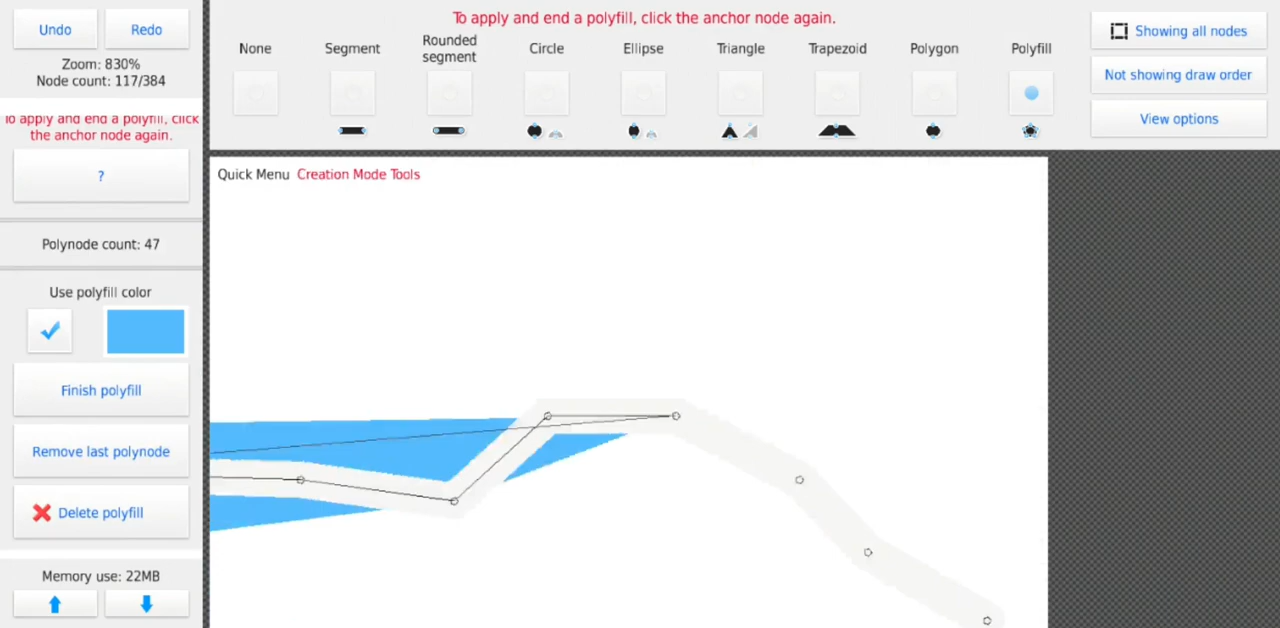 Undo
Redo
Zoom: 830%
Node count: 117/384
To apply and end a polyfill, click
the anchor node again.
?
Polynode count: 47
Use polyfill color
Finish polyfill
Remove last polynode
Delete polyfill
Memory use: 22MB
To apply and end a polyfill, click the anchor node again.
None
Segment
Rounded
segment
Circle
Ellipse
Triangle
Trapezoid
Polygon
Polyfill
Showing all nodes
Not showing draw order
View options
Quick Menu Creation Mode Tools